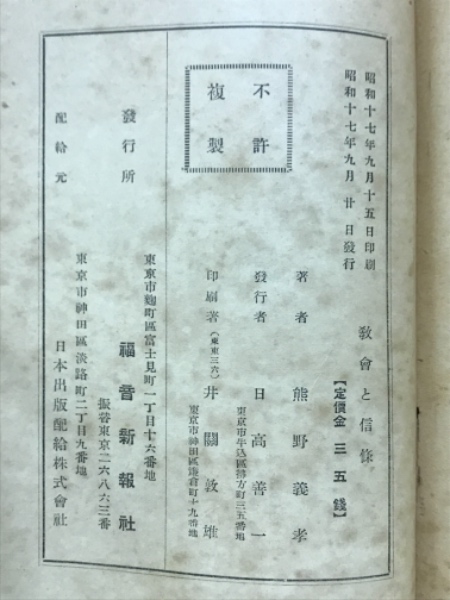 昭和十七年九月十五日印刷
昭和十七年九月廿日發行
教會と信條
【定價金三五錢】
不許
複製
著者 熊野義孝
發行者 日高善一
東京市牛込區 方町三五番地
印刷者(東東三六) 井關敦雄
東京市神田區鎌倉町十九番地
發行所
東京市麴町區富士見町一丁目十六番地
福音新報社
振替東京二六八六三番
配給元
東京市神田區淡路町二丁目九番地
日本出版配給株式會社